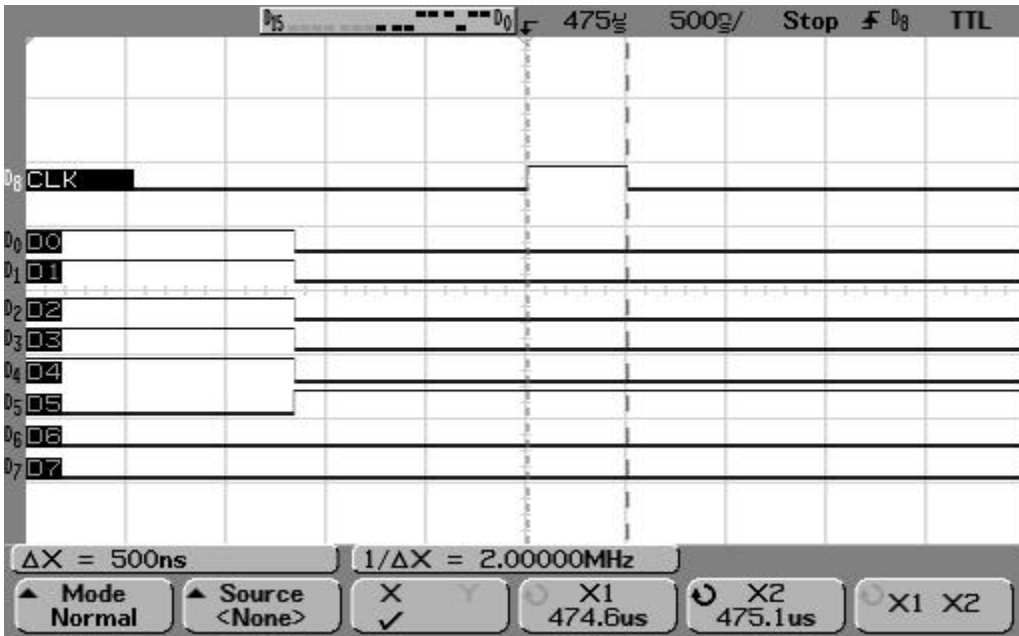 D15 D0 475µs 500ns/ Stop D8 TTL
D8 CLK
D0 D0
D1 D1
D2 D2
D3 D3
D4 D4
D5 D5
D6 D6
D7 D7
ΔX = 500ns 1/ΔX = 2.00000MHz
Mode Source X Y X1 X2 X1 X2
Normal <None> ✓ 474.6us 475.1us